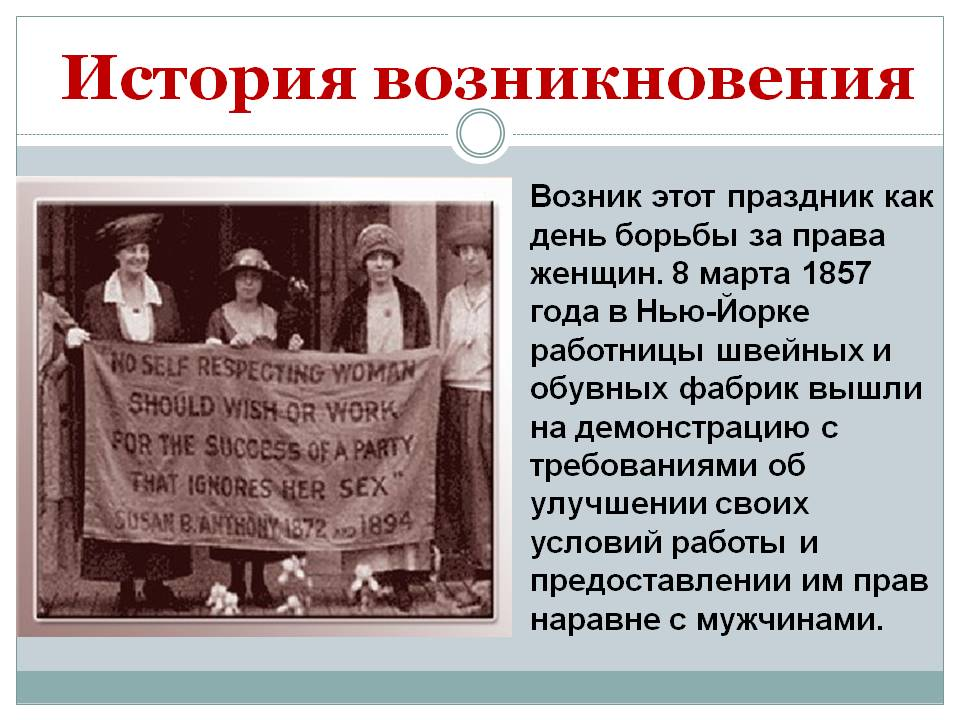 История возникновения
NO SELF RESPECTING WOMAN
SHOULD WISH OR WORK
FOR THE SUCCESS OF A PARTY
THAT IGNORES HER SEX"
SUSAN B. ANTHONY 1872 AND 1894
Возник этот праздник как
день борьбы за права
женщин. 8 марта 1857
года в Нью-Йорке
работницы швейных и
обувных фабрик вышли
на демонстрацию с
требованиями об
улучшении своих
условий работы и
предоставлении им прав
наравне с мужчинами.